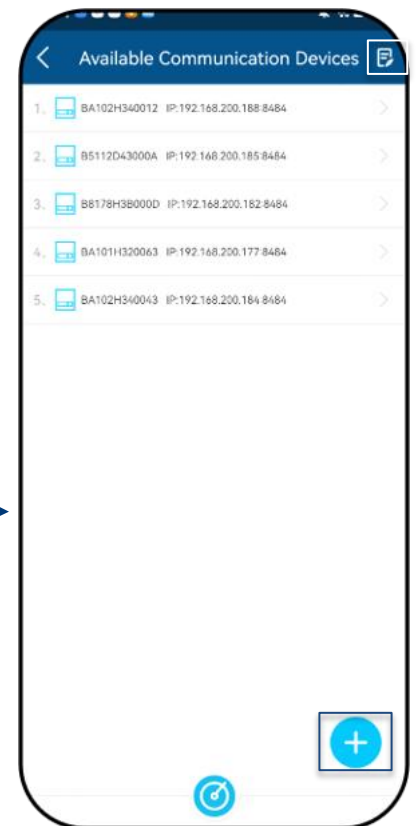 Available Communication Devices
1、 BA102H340012 IP:192.168.200.188:8484
2、 B5112D43000A IP:192.168.200.185:8484
3、 B8178H3B000D IP:192.168.200.182:8484
4、 BA101H320063 IP:192.168.200.177:8484
5、 BA102H340043 IP:192.168.200.184:8484